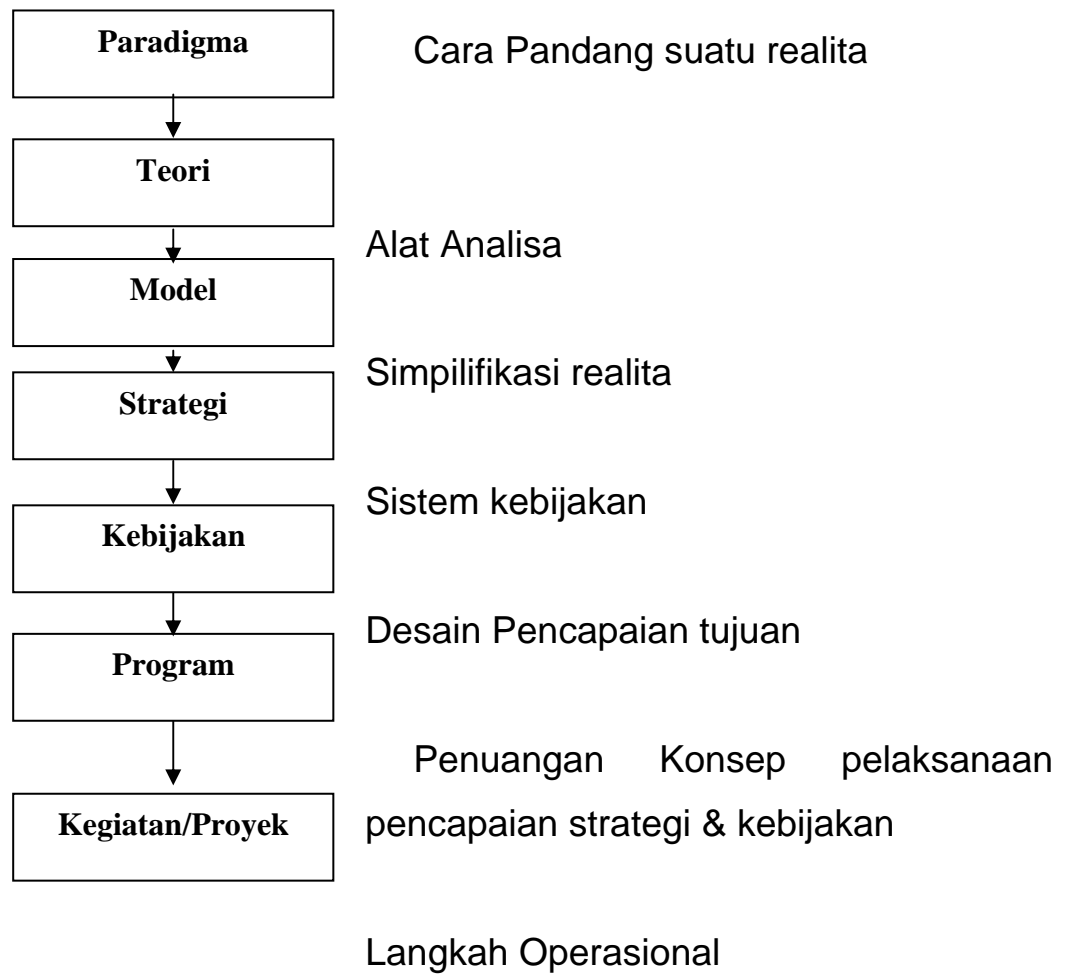 Paradigma
Cara Pandang suatu realita
Teori
Alat Analisa
Model
Simpilifikasi realita
Strategi
Sistem kebijakan
Kebijakan
Desain Pencapaian tujuan
Program
Penuangan Konsep pelaksanaan
Kegiatan/Proyek
pencapaian strategi & kebijakan
Langkah Operasional